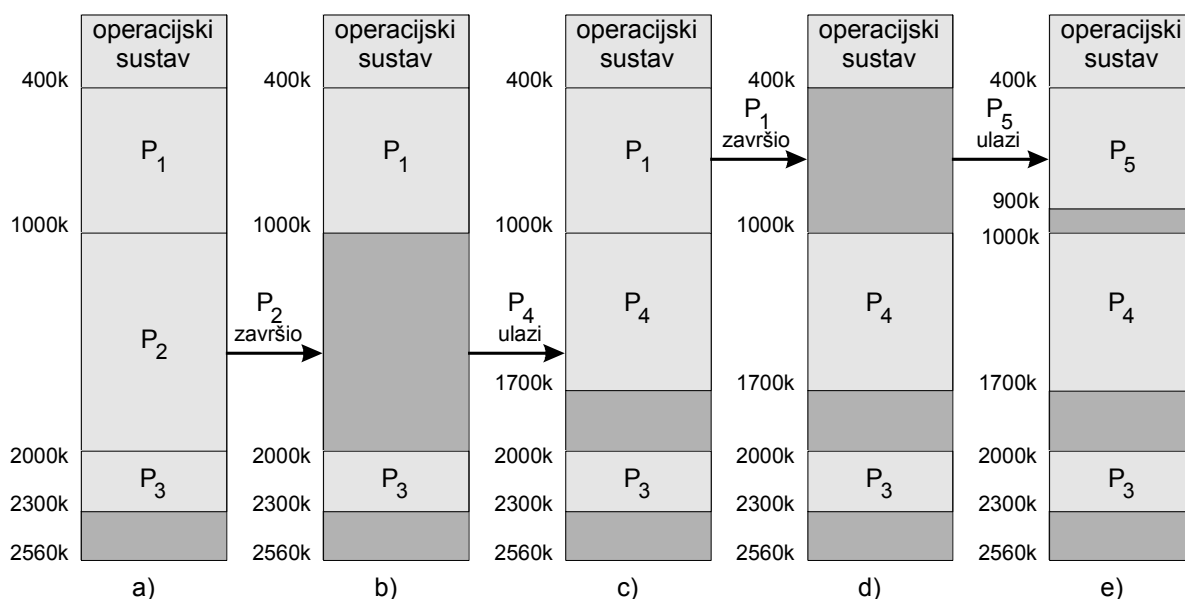 operacijski
sustav
400k
P1
1000k
P2
2000k
P3
2300k
2560k
a)
P2
završio
operacijski
sustav
400k
P1
1000k
2000k
P3
2300k
2560k
b)
P4
ulazi
operacijski
sustav
400k
P1
1000k
P4
1700k
2000k
P3
2300k
2560k
c)
P1
završio
operacijski
sustav
400k
1000k
P4
1700k
2000k
P3
2300k
2560k
d)
P5
ulazi
operacijski
sustav
400k
P5
900k
1000k
P4
1700k
2000k
P3
2300k
2560k
e)